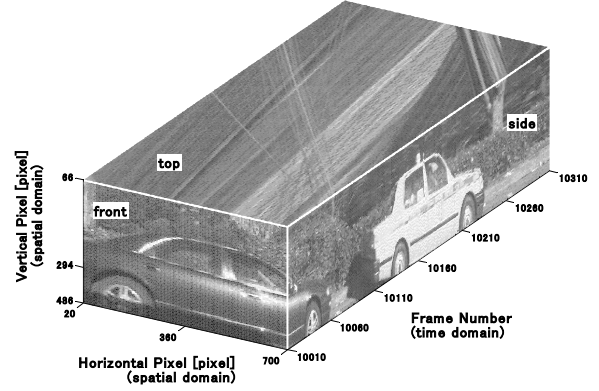 top
side
front
Vertical Pixel [pixel]
(spatial domain)
66
294
486
20
360
700
Horizontal Pixel [pixel]
(spatial domain)
10010
10060
10110
10160
10210
10260
10310
Frame Number
(time domain)